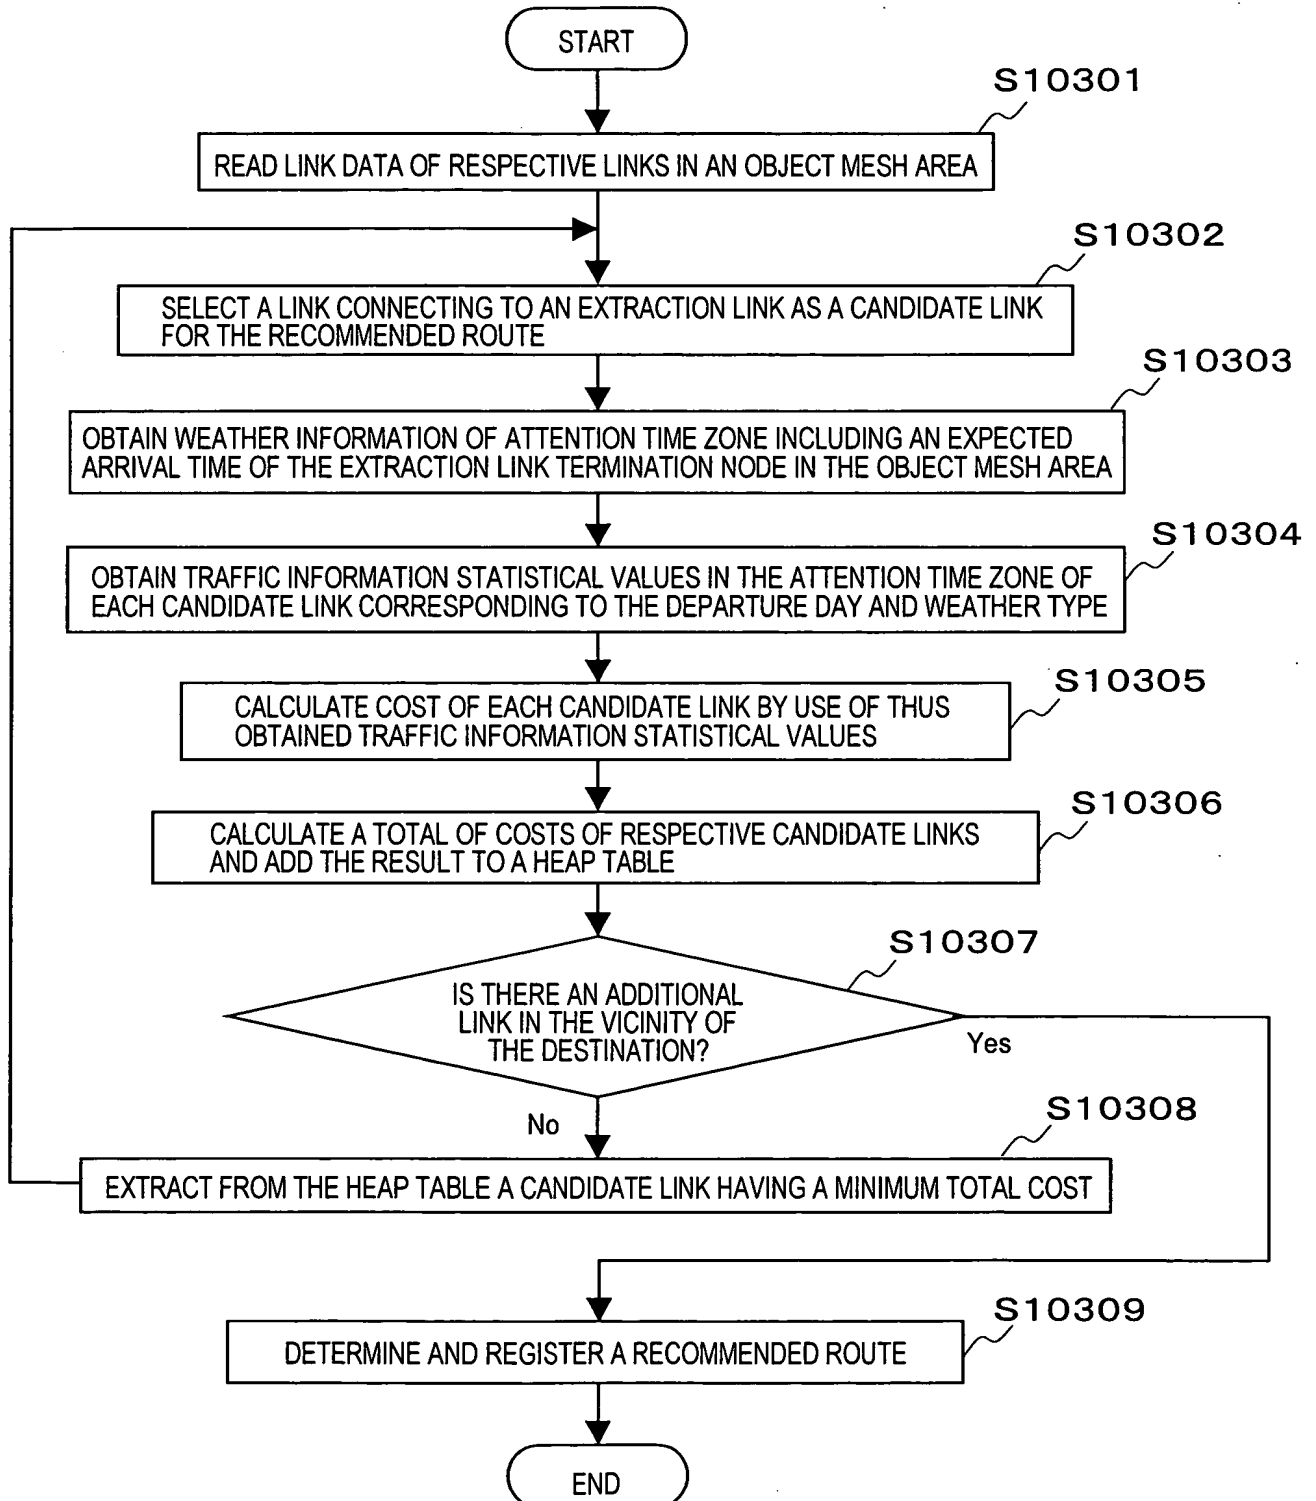 START
S10301
READ LINK DATA OF RESPECTIVE LINKS IN AN OBJECT MESH AREA
S10302
SELECT A LINK CONNECTING TO AN EXTRACTION LINK AS A CANDIDATE LINK
FOR THE RECOMMENDED ROUTE
S10303
OBTAIN WEATHER INFORMATION OF ATTENTION TIME ZONE INCLUDING AN EXPECTED
ARRIVAL TIME OF THE EXTRACTION LINK TERMINATION NODE IN THE OBJECT MESH AREA
S10304
OBTAIN TRAFFIC INFORMATION STATISTICAL VALUES IN THE ATTENTION TIME ZONE OF
EACH CANDIDATE LINK CORRESPONDING TO THE DEPARTURE DAY AND WEATHER TYPE
S10305
CALCULATE COST OF EACH CANDIDATE LINK BY USE OF THUS
OBTAINED TRAFFIC INFORMATION STATISTICAL VALUES
S10306
CALCULATE A TOTAL OF COSTS OF RESPECTIVE CANDIDATE LINKS
AND ADD THE RESULT TO A HEAP TABLE
S10307
IS THERE AN ADDITIONAL
LINK IN THE VICINITY OF
THE DESTINATION?
Yes
No
S10308
EXTRACT FROM THE HEAP TABLE A CANDIDATE LINK HAVING A MINIMUM TOTAL COST
S10309
DETERMINE AND REGISTER A RECOMMENDED ROUTE
END